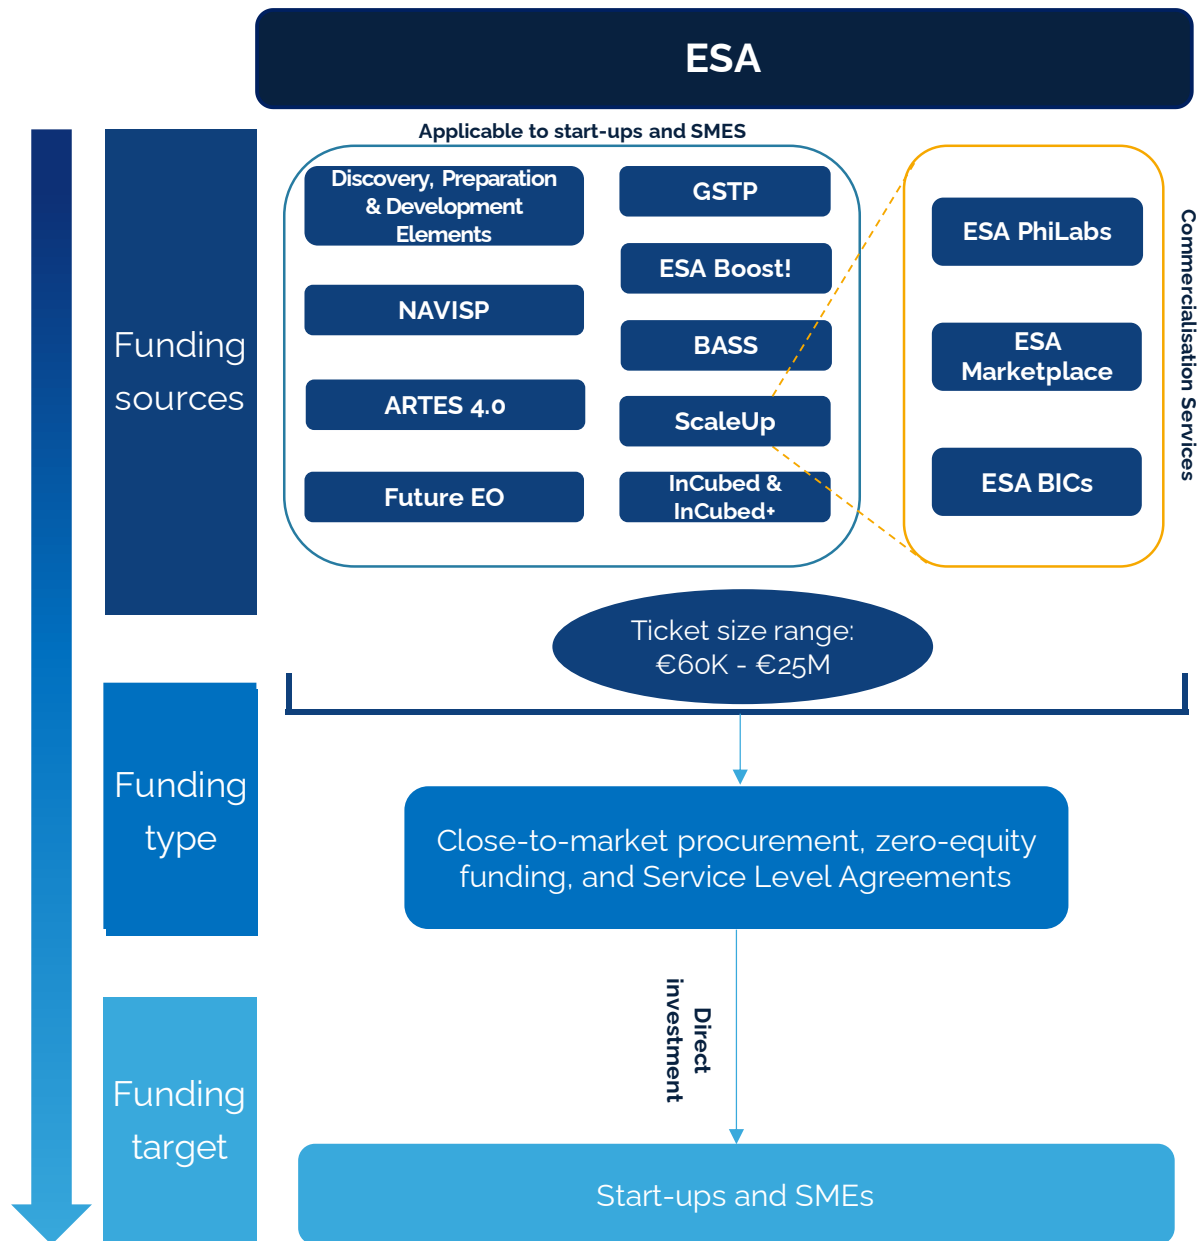 ESA
Applicable to start-ups and SMES
Funding
sources
Discovery, Preparation
& Development
Elements
NAVISP
ARTES 4.0
Future EO
GSTP
ESA Boost!
BASS
ScaleUp
InCubed &
InCubed+
ESA PhiLabs
ESA
Marketplace
ESA BICs
Commercialisation Services
Ticket size range:
€60K - €25M
Funding
type
Close-to-market procurement, zero-equity
funding, and Service Level Agreements
Direct
investment
Funding
target
Start-ups and SMEs